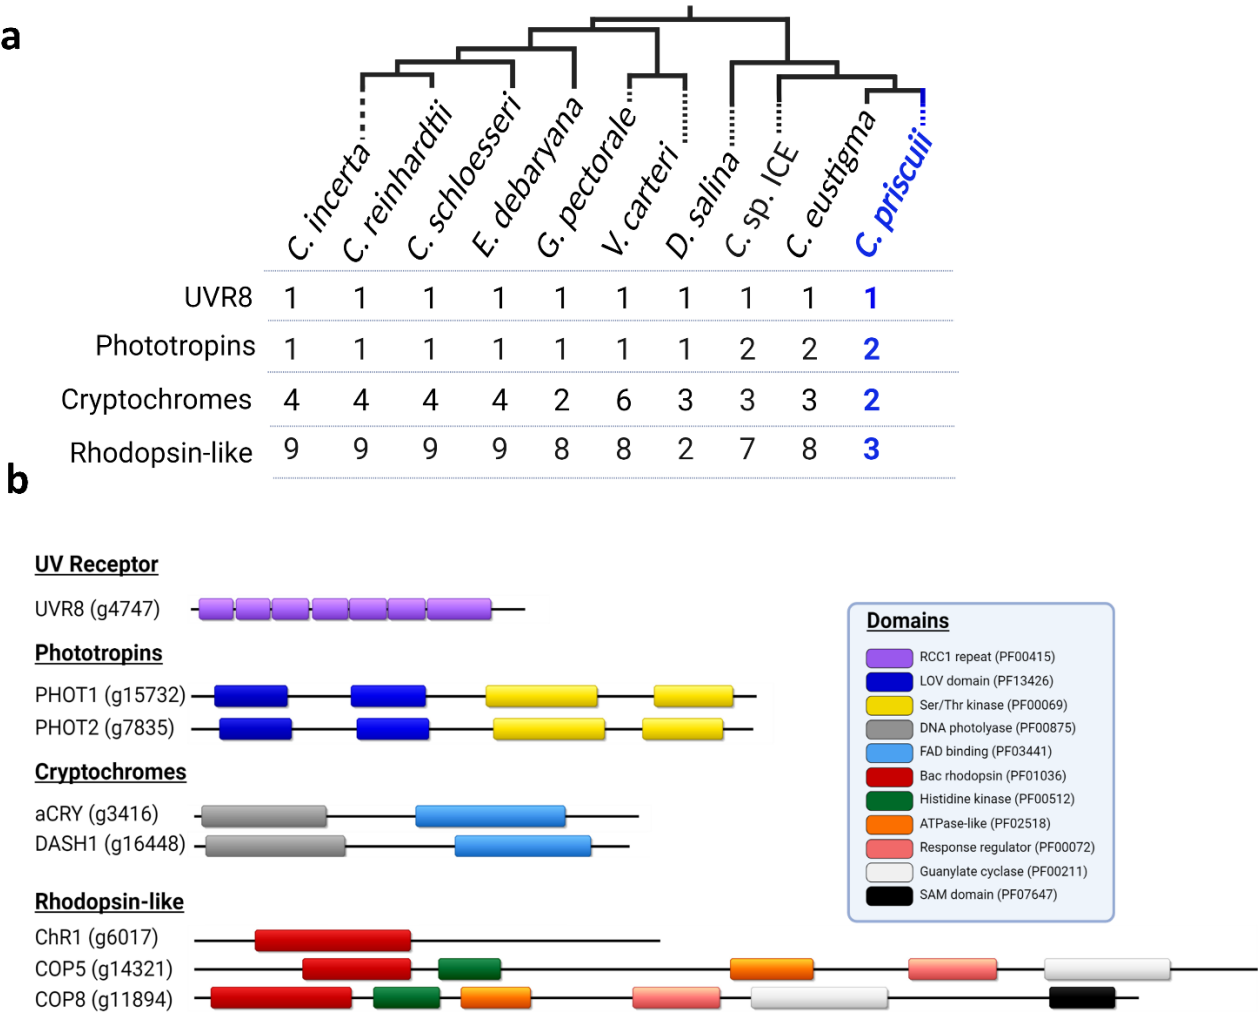 a
C. incerta
C. reinhardtii
C. schloesseri
E. debaryana
G. pectorale
V. carteri
D. salina
C. sp. ICE
C. eustigma
C. priscuii
UVR8 1 1 1 1 1 1 1 1 1 1
Phototropins 1 1 1 1 1 1 1 2 2 2
Cryptochromes 4 4 4 4 2 6 3 3 3 2
Rhodopsin-like 9 9 9 9 8 8 2 7 8 3
b
UV Receptor
UVR8 (g4747)
Phototropins
PHOT1 (g15732)
PHOT2 (g7835)
Cryptochromes
aCRY (g3416)
DASH1 (g16448)
Rhodopsin-like
ChR1 (g6017)
COP5 (g14321)
COP8 (g11894)
Domains
RCC1 repeat (PF00415)
LOV domain (PF13426)
Ser/Thr kinase (PF00069)
DNA photolyase (PF00875)
FAD binding (PF03441)
Bac rhodopsin (PF01036)
Histidine kinase (PF00512)
ATPase-like (PF02518)
Response regulator (PF00072)
Guanylate cyclase (PF00211)
SAM domain (PF07647)